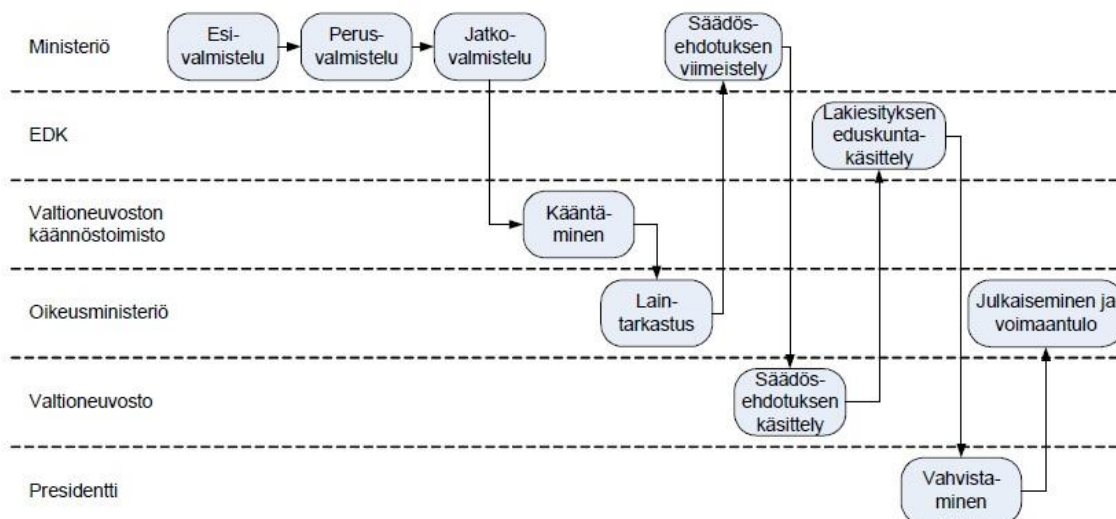 Ministeriö
Esi-
valmistelu
Perus-
valmistelu
Jatko-
valmistelu
Säädös-
ehdotuksen
viimeistely
EDK
Lakiesityksen
eduskunta-
käsittely
Valtioneuvoston
käännöstoimisto
Kääntä-
minen
Oikeusministeriö
Lain-
tarkastus
Julkaiseminen ja
voimaantulo
Valtioneuvosto
Säädös-
ehdotuksen
käsittely
Presidentti
Vahvista-
minen